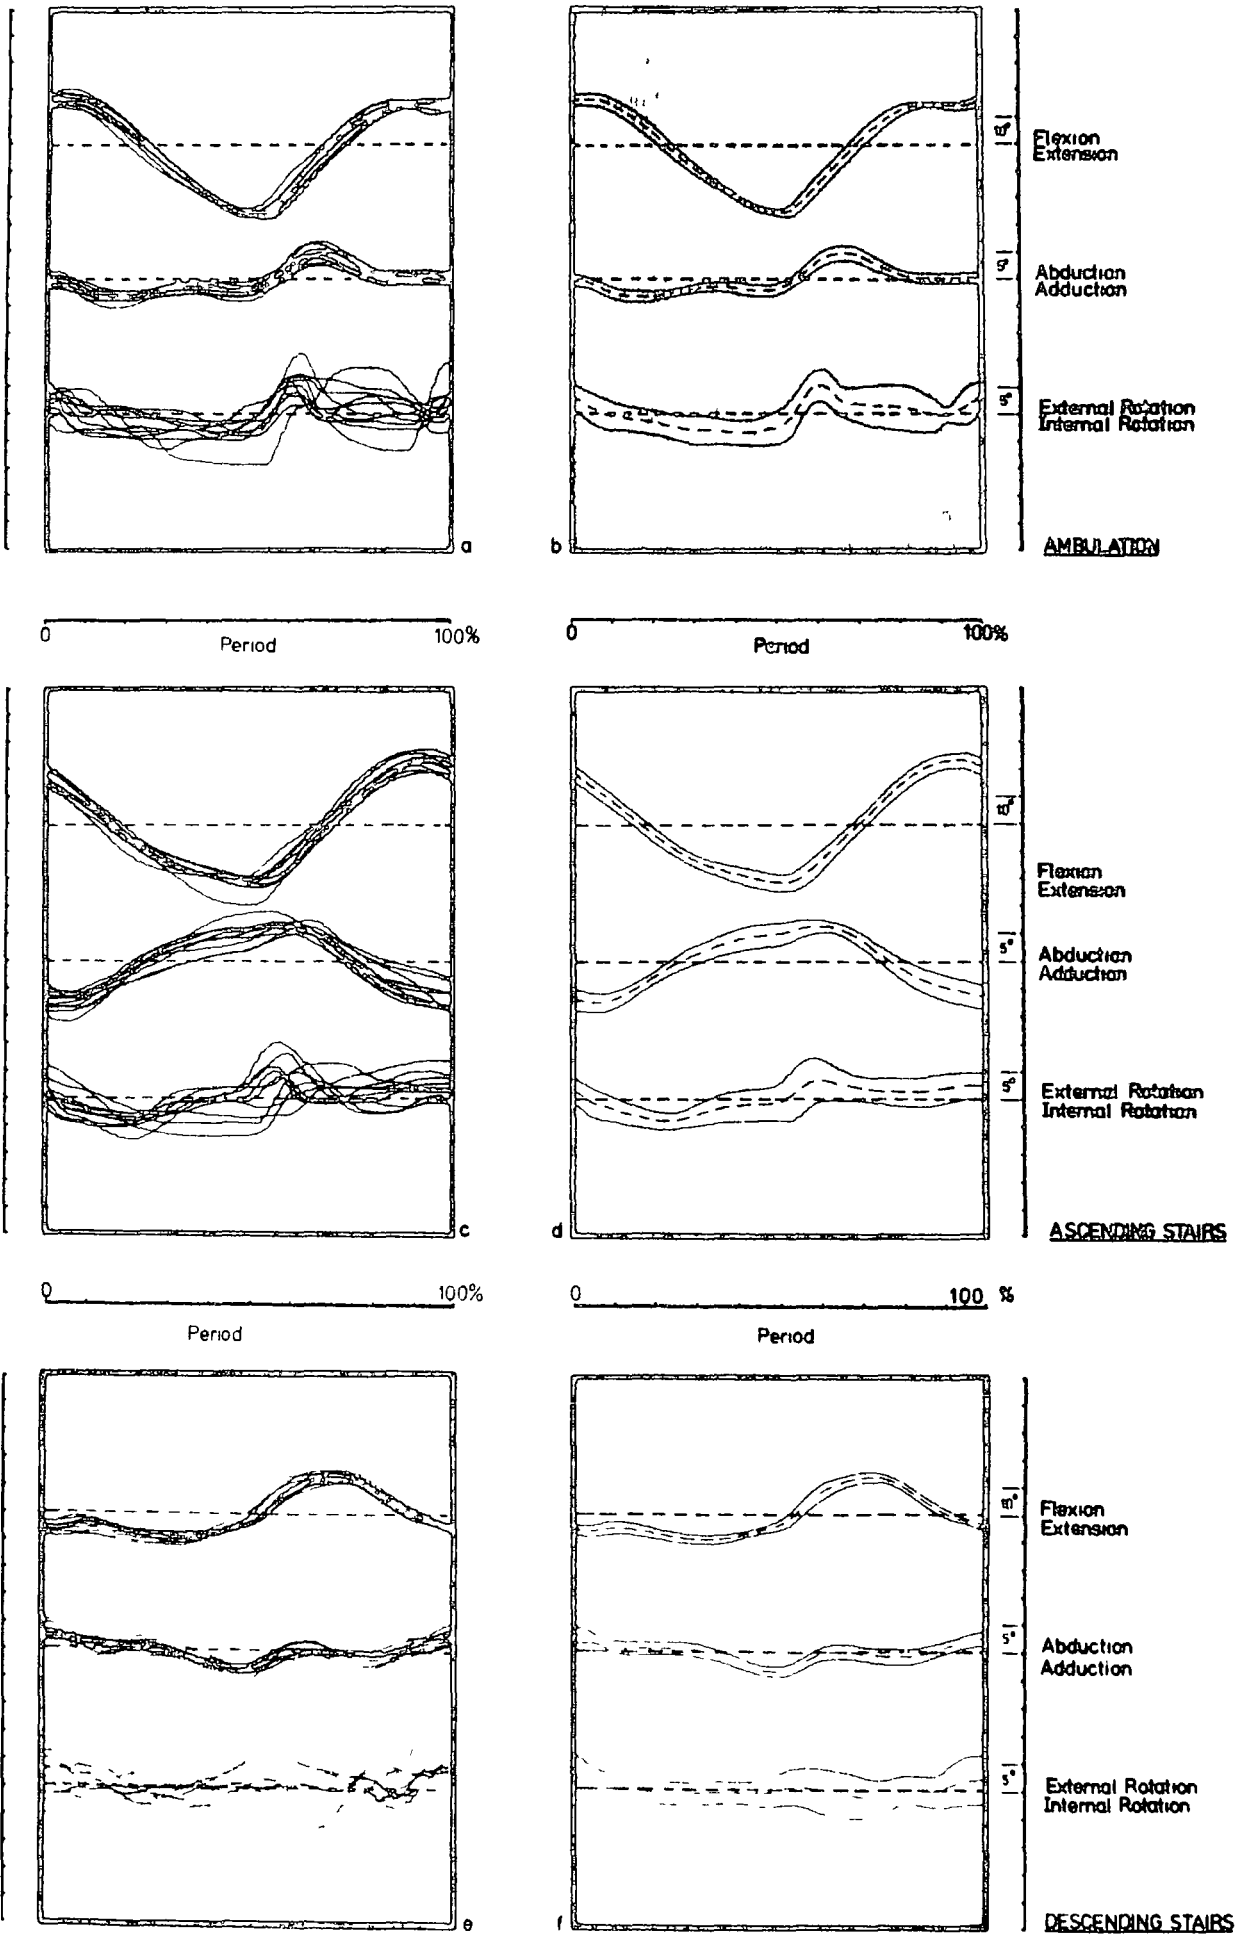 10°
Flexion
Extension
5°
Abduction
Adduction
5°
External Rotation
Internal Rotation
a
b
AMBULATION
0
Period
100%
0
Period
100%
10°
Flexion
Extension
5°
Abduction
Adduction
5°
External Rotation
Internal Rotation
c
d
ASCENDING STAIRS
0
100%
Period
0
100 %
Period
10°
Flexion
Extension
5°
Abduction
Adduction
5°
External Rotation
Internal Rotation
e
f
DESCENDING STAIRS